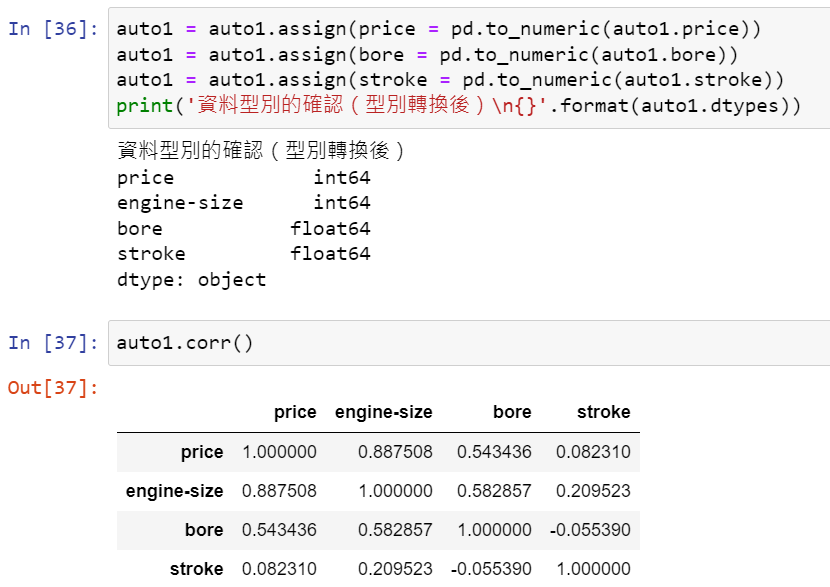 In [36]: auto1 = auto1.assign(price = pd.to_numeric(auto1.price))
auto1 = auto1.assign(bore = pd.to_numeric(auto1.bore))
auto1 = auto1.assign(stroke = pd.to_numeric(auto1.stroke))
print('資料型別的確認（型別轉換後）\n{}'.format(auto1.dtypes))
資料型別的確認（型別轉換後）
price            int64
engine-size      int64
bore           float64
stroke         float64
dtype: object
In [37]: auto1.corr()
Out[37]:
price engine-size bore stroke
price 1.000000 0.887508 0.543436 0.082310
engine-size 0.887508 1.000000 0.582857 0.209523
bore 0.543436 0.582857 1.000000 -0.055390
stroke 0.082310 0.209523 -0.055390 1.000000